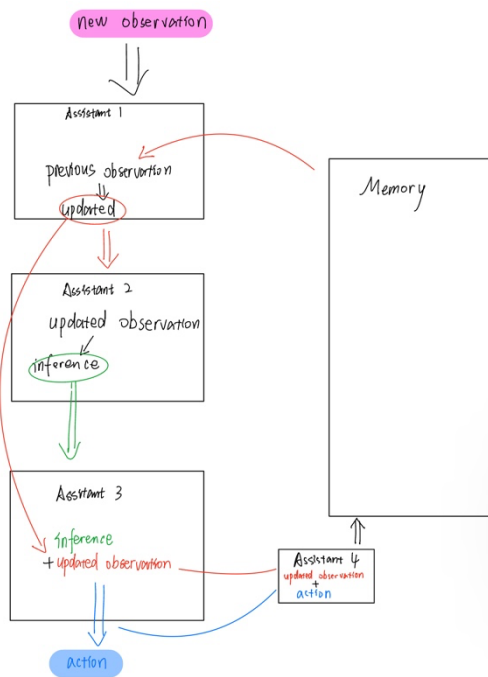 new observation
Assistant 1
previous observation
updated
Memory
Assistant 2
updated observation
inference
Assistant 3
inference
+ updated observation
Assistant 4
updated observation
+
action
action